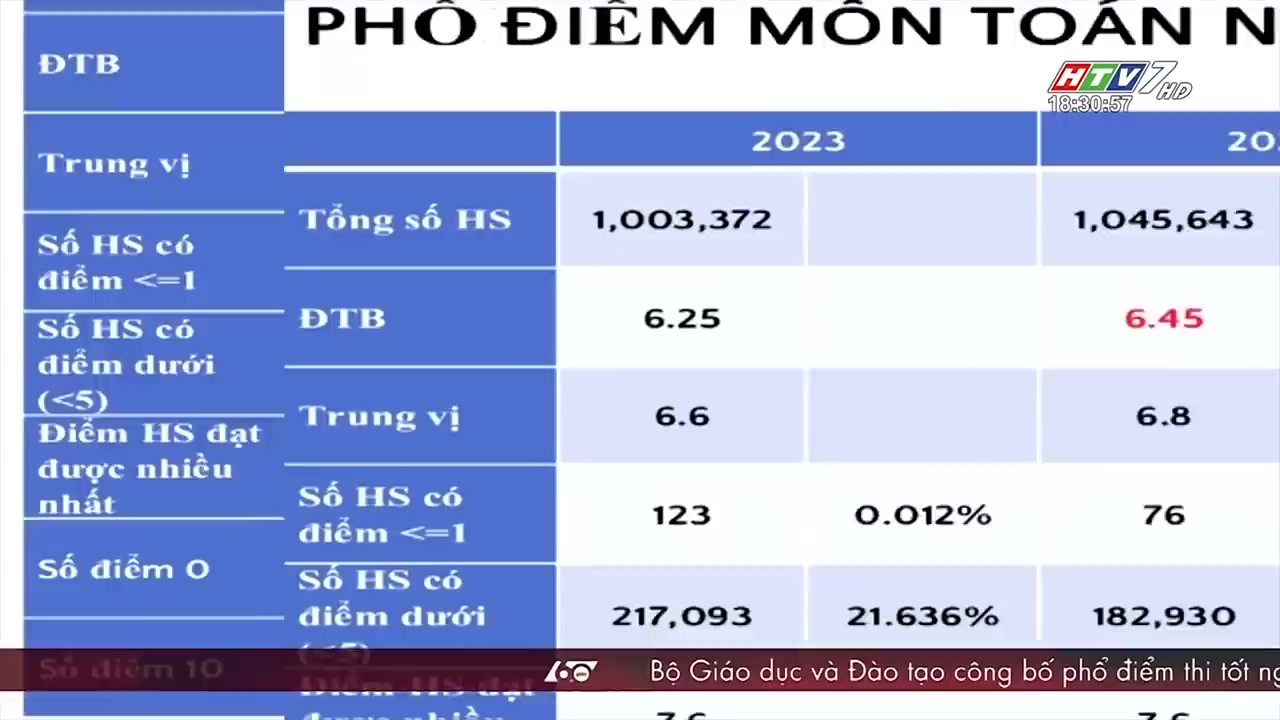 PHỔ ĐIỂM MÔN TOÁN N
HTV7 HD
18:30:57
ĐTB
Trung vị
Số HS có
điểm <=1
Số HS có
điểm dưới
(<5)
Điểm HS đạt
được nhiều
nhất
Số điểm 0
Số điểm 10
2023
Tổng số HS 1,003,372 1,045,643
ĐTB 6.25 6.45
Trung vị 6.6 6.8
Số HS có
điểm <=1 123 0.012% 76
Số HS có
điểm dưới 217,093 21.636% 182,930
(<5)
Điểm HS đạt
được nhiều
60
Bộ Giáo dục và Đào tạo công bố phổ điểm thi tốt